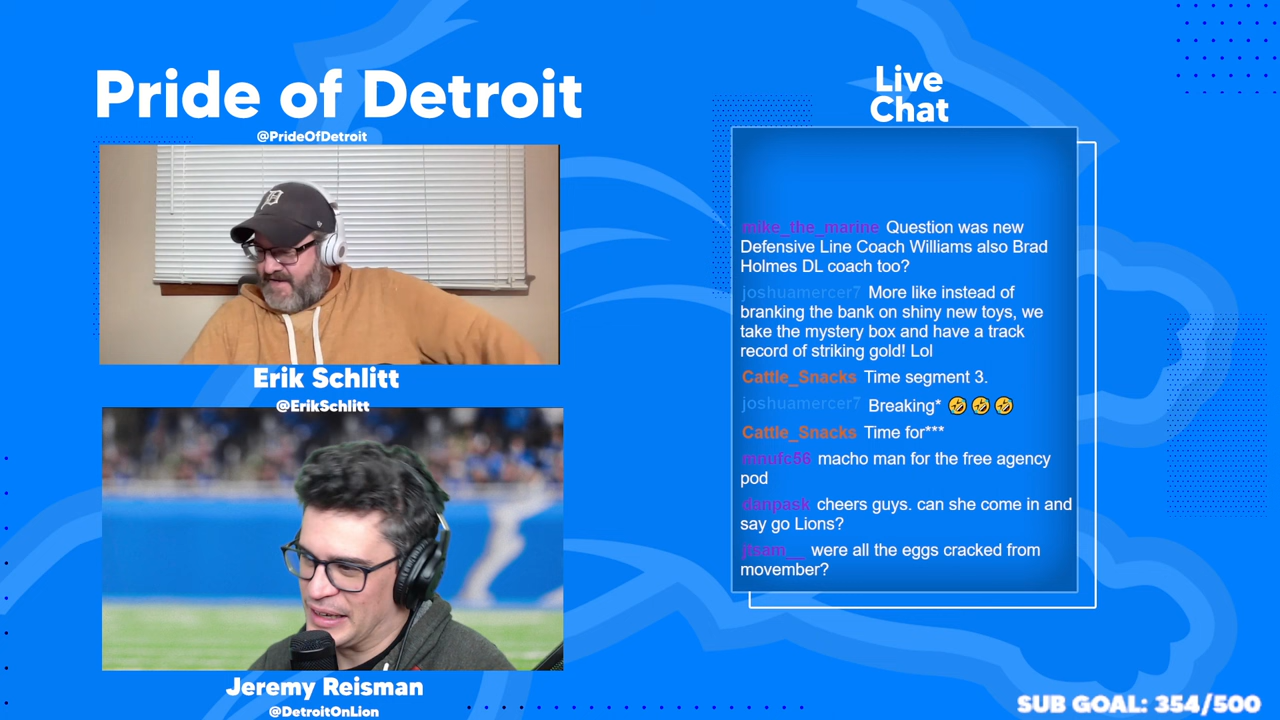 Pride of Detroit
@PrideOfDetroit
Erik Schlitt
@ErikSchlitt
Jeremy Reisman
@DetroitOnLion
Live
Chat
mike_the_marine Question was new
Defensive Line Coach Williams also Brad
Holmes DL coach too?
joshuamercer7 More like instead of
branking the bank on shiny new toys, we
take the mystery box and have a track
record of striking gold! Lol
Cattle_Snacks Time segment 3.
joshuamercer7 Breaking* 🤣🤣🤣
Cattle_Snacks Time for***
mnufc56 macho man for the free agency
pod
danpask cheers guys. can she come in and
say go Lions?
jtsam__ were all the eggs cracked from
movember?
SUB GOAL: 354/500